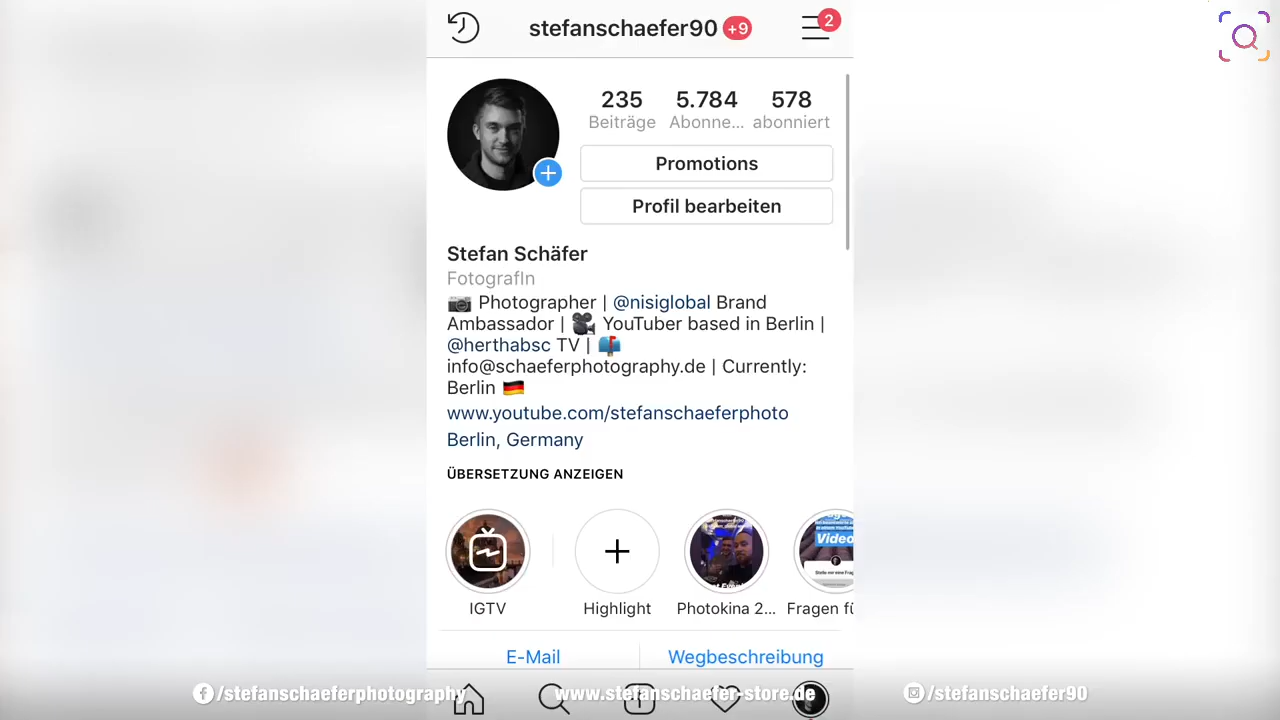 stefanschaefer90 +9
2
235 5.784 578
Beiträge Abonne... abonniert
Promotions
Profil bearbeiten
Stefan Schäfer
FotografIn
📷 Photographer | @nisiglobal Brand
Ambassador | 🎥 YouTuber based in Berlin |
@herthabsc TV | 📫
info@schaeferphotography.de | Currently:
Berlin 🇩🇪
www.youtube.com/stefanschaeferphoto
Berlin, Germany
ÜBERSETZUNG ANZEIGEN
Video
IGTV Highlight Photokina 2... Fragen fü
E-Mail Wegbeschreibung
/stefanschaeferphotography www.stefanschaefer-store.de /stefanschaefer90